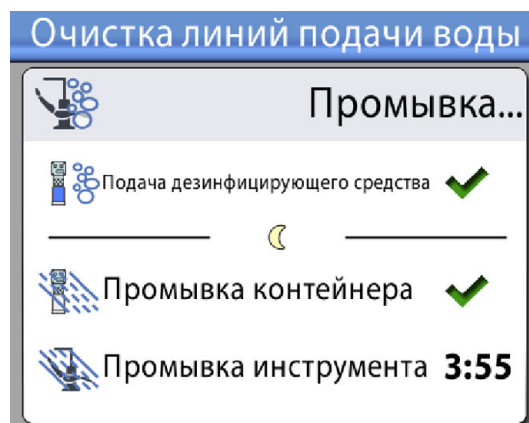 Очистка линий подачи воды
Промывка...
Подача дезинфицирующего средства
Промывка контейнера
Промывка инструмента 3:55